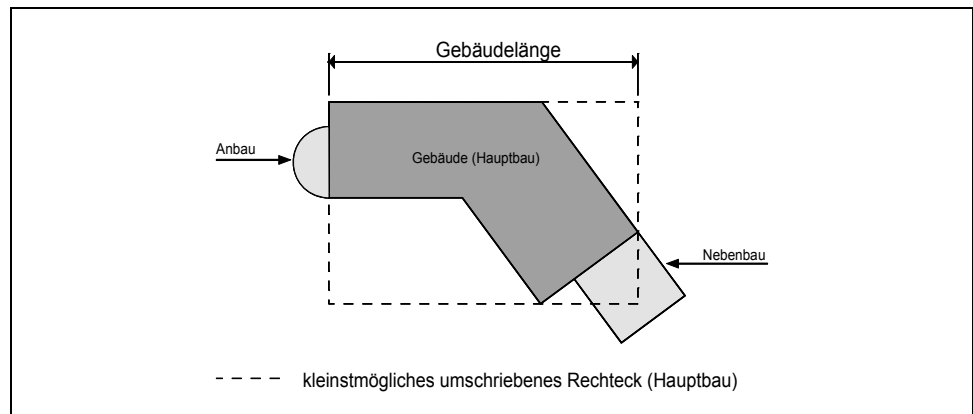 Gebäudelänge
Anbau
Gebäude (Hauptbau)
Nebenbau
kleinstmögliches umschriebenes Rechteck (Hauptbau)